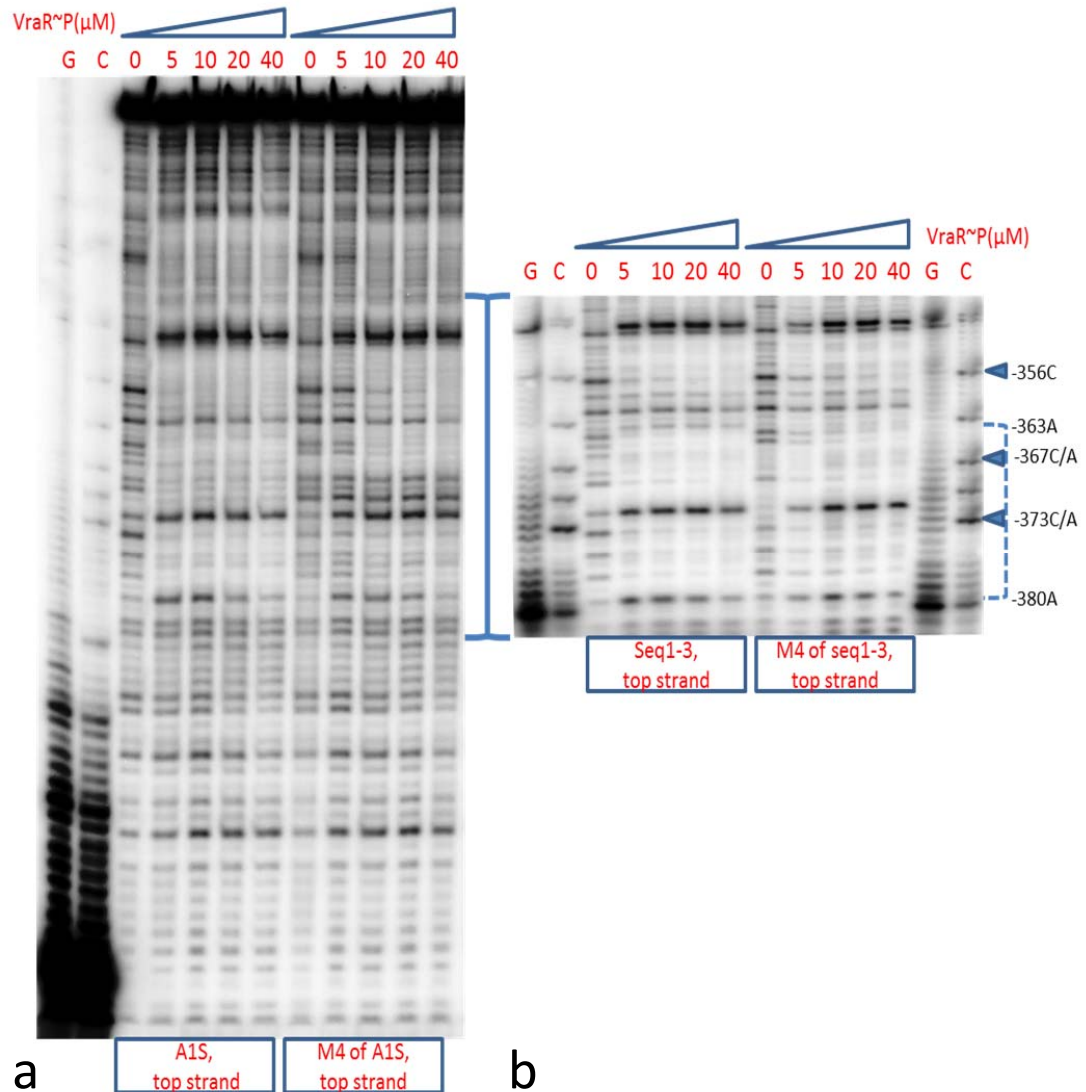 VraR~P(µM)
G C 0 5 10 20 40 0 5 10 20 40
A1S,
top strand
M4 of A1S,
top strand
a
VraR~P(µM)
G C 0 5 10 20 40 0 5 10 20 40 G C
-356C
-363A
-367C/A
-373C/A
-380A
Seq1-3,
top strand
M4 of seq1-3,
top strand
b